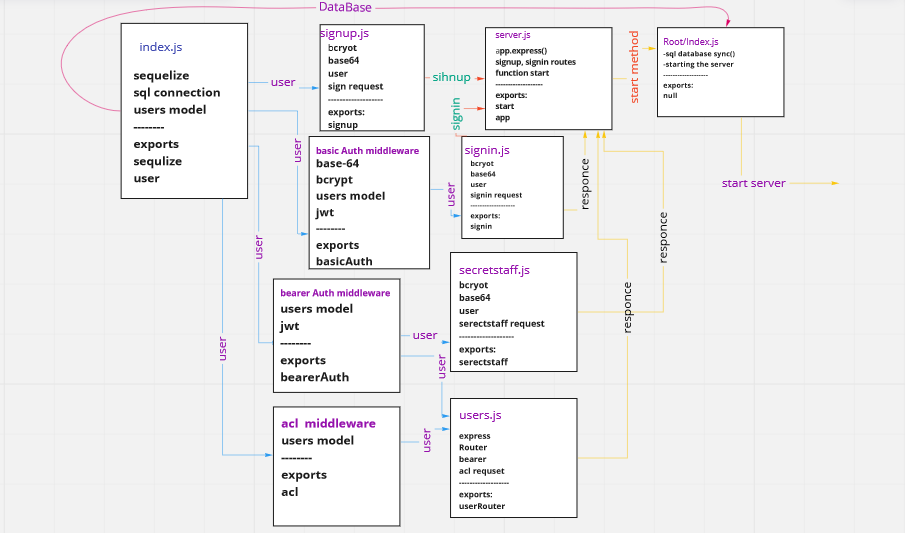 DataBase
index.js
sequelize
sql connection
users model
--------
exports
sequlize
user
user
signup.js
bcryot
base64
user
sign request
-------------------
exports:
signup
sihnup
signin
server.js
app.express()
signup, signin routes
function start
-------------------
exports:
start
app
start method
Root/Index.js
-sql database sync()
-starting the server
------------------
exports:
null
start server
user
basic Auth middleware
base-64
bcrypt
users model
jwt
--------
exports
basicAuth
user
signin.js
bcryot
base64
user
signin request
------------------
exports:
signin
responce
responce
responce
user
bearer Auth middleware
users model
jwt
--------
exports
bearerAuth
user
user
secretstaff.js
bcryot
base64
user
serectstaff request
-------------------
exports:
serectstaff
user
acl middleware
users model
--------
exports
acl
user
users.js
express
Router
bearer
acl requset
------------------
exports:
userRouter